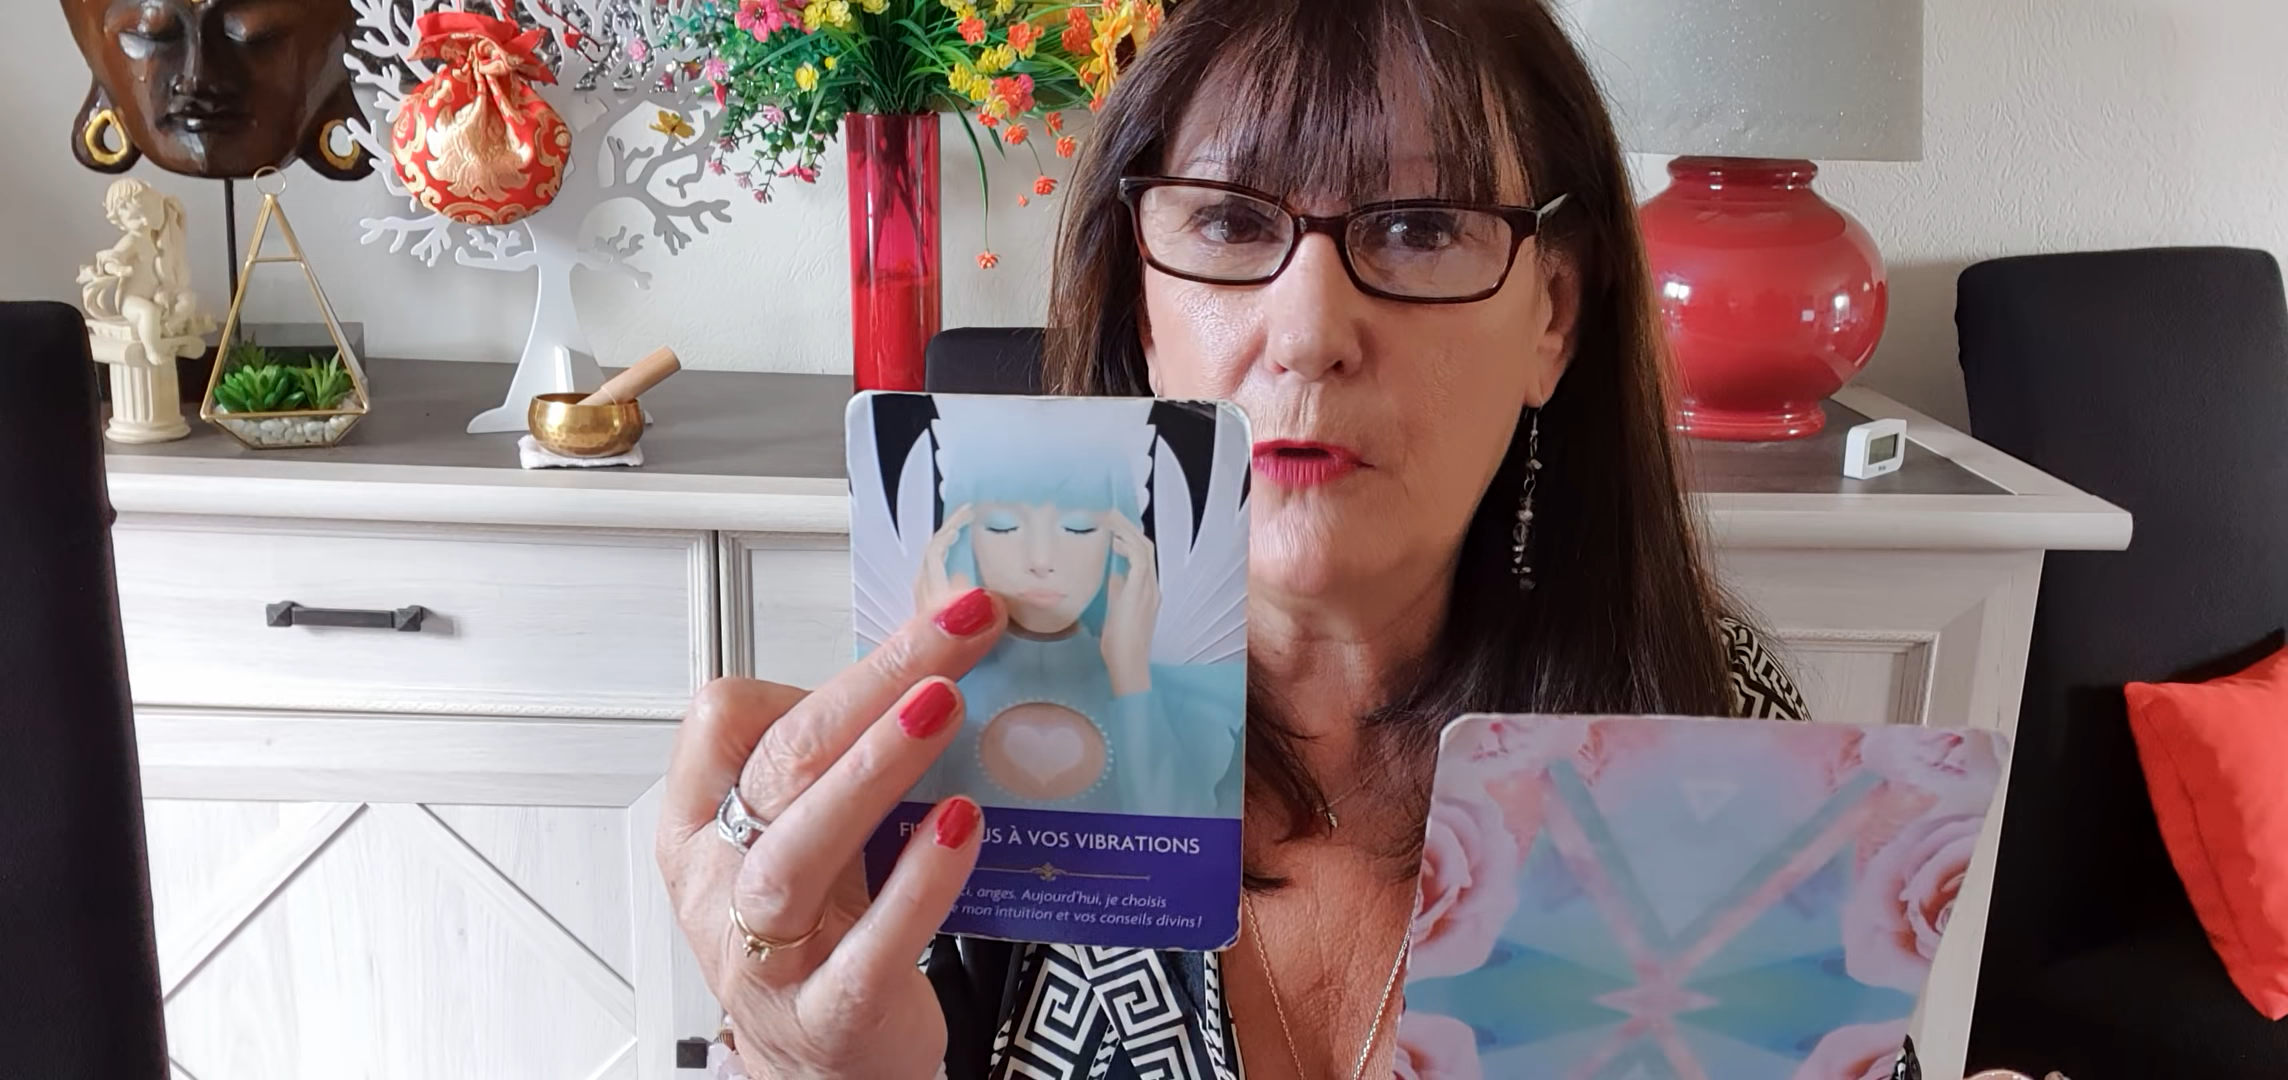 À VOS VIBRATIONS
anges. Aujourd'hui, je choisis
mon intuition et vos conseils divins!